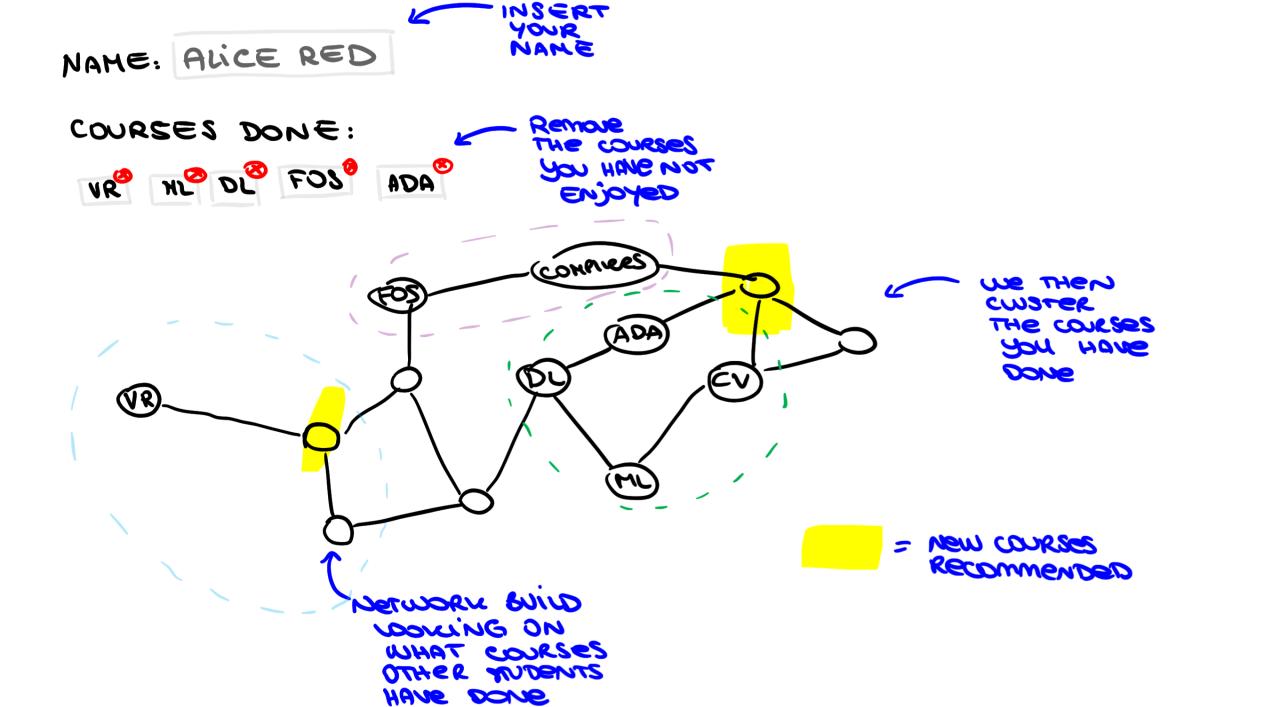 INSERT
YOUR
NAME
NAME: ALICE RED
COURSES DONE:
Remove
THE COURSES
YOU HAVE NOT
ENJOYED
VR ML DL FOS ADA
COMPILERS
FOS
ADA
DL
CV
VR
ML
WE THEN
CLUSTER
THE COURSES
YOU HAVE
DONE
= NEW COURSES
RECOMMENDED
NETWORK BUILD
LOOKING ON
WHAT COURSES
OTHER STUDENTS
HAVE DONE